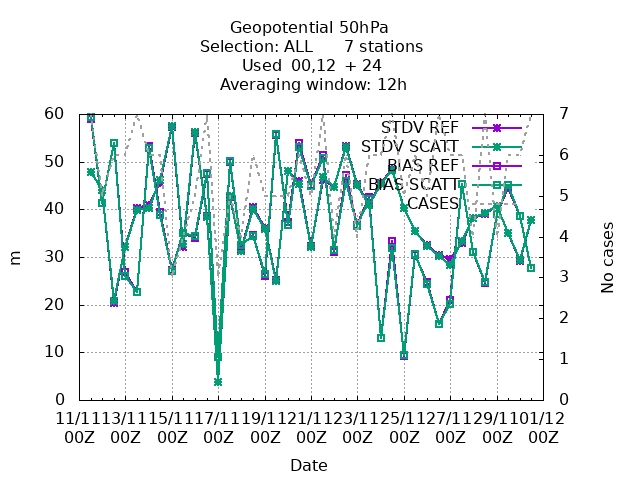 Geopotential 50hPa
Selection: ALL 7 stations
Used 00,12 + 24
Averaging window: 12h
60
50
40
30
20
10
0
m
7
6
5
4
3
2
1
0
No cases
STDV REF
STDV SCATT
BIAS REF
BIAS SCATT
CASES
11/11 13/11 15/11 17/11 19/11 21/11 23/11 25/11 27/11 29/11 01/12
00Z 00Z 00Z 00Z 00Z 00Z 00Z 00Z 00Z 00Z 00Z
Date